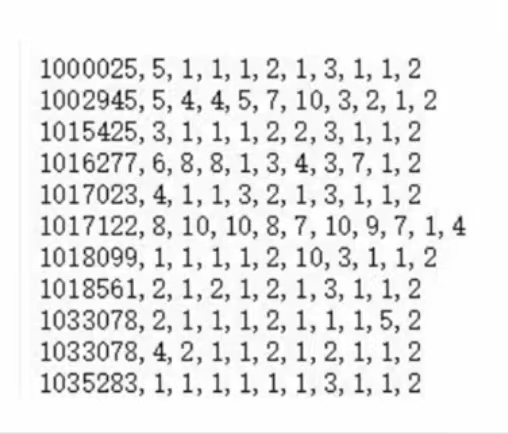 1000025, 5, 1, 1, 1, 2, 1, 3, 1, 1, 2
1002945, 5, 4, 4, 5, 7, 10, 3, 2, 1, 2
1015425, 3, 1, 1, 1, 2, 2, 3, 1, 1, 2
1016277, 6, 8, 8, 1, 3, 4, 3, 7, 1, 2
1017023, 4, 1, 1, 3, 2, 1, 3, 1, 1, 2
1017122, 8, 10, 10, 8, 7, 10, 9, 7, 1, 4
1018099, 1, 1, 1, 1, 2, 10, 3, 1, 1, 2
1018561, 2, 1, 2, 1, 2, 1, 3, 1, 1, 2
1033078, 2, 1, 1, 1, 2, 1, 1, 1, 5, 2
1033078, 4, 2, 1, 1, 2, 1, 2, 1, 1, 2
1035283, 1, 1, 1, 1, 1, 1, 3, 1, 1, 2